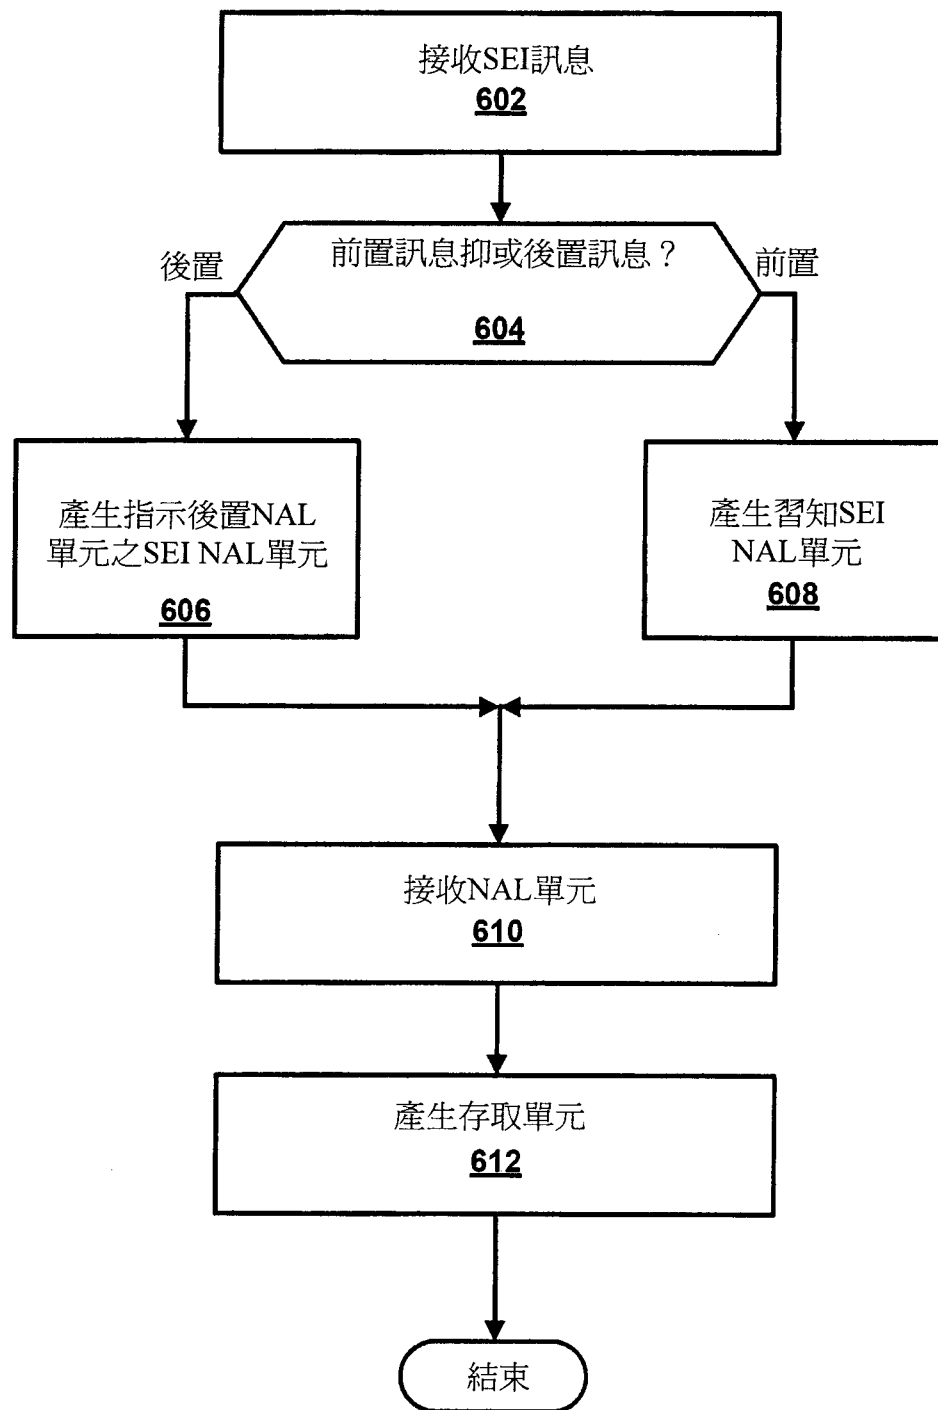 接收SEI訊息
602
前置訊息抑或後置訊息？
604
後置
前置
產生指示後置NAL
單元之SEI NAL單元
606
產生習知SEI
NAL單元
608
接收NAL單元
610
產生存取單元
612
結束